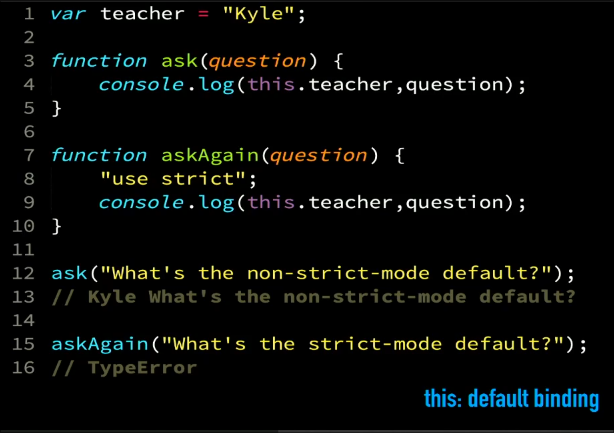 1 var teacher = "Kyle";
2
3 function ask(question) {
4     console.log(this.teacher,question);
5 }
6
7 function askAgain(question) {
8     "use strict";
9     console.log(this.teacher,question);
10 }
11
12 ask("What's the non-strict-mode default?");
13 // Kyle What's the non-strict-mode default?
14
15 askAgain("What's the strict-mode default?");
16 // TypeError
this: default binding